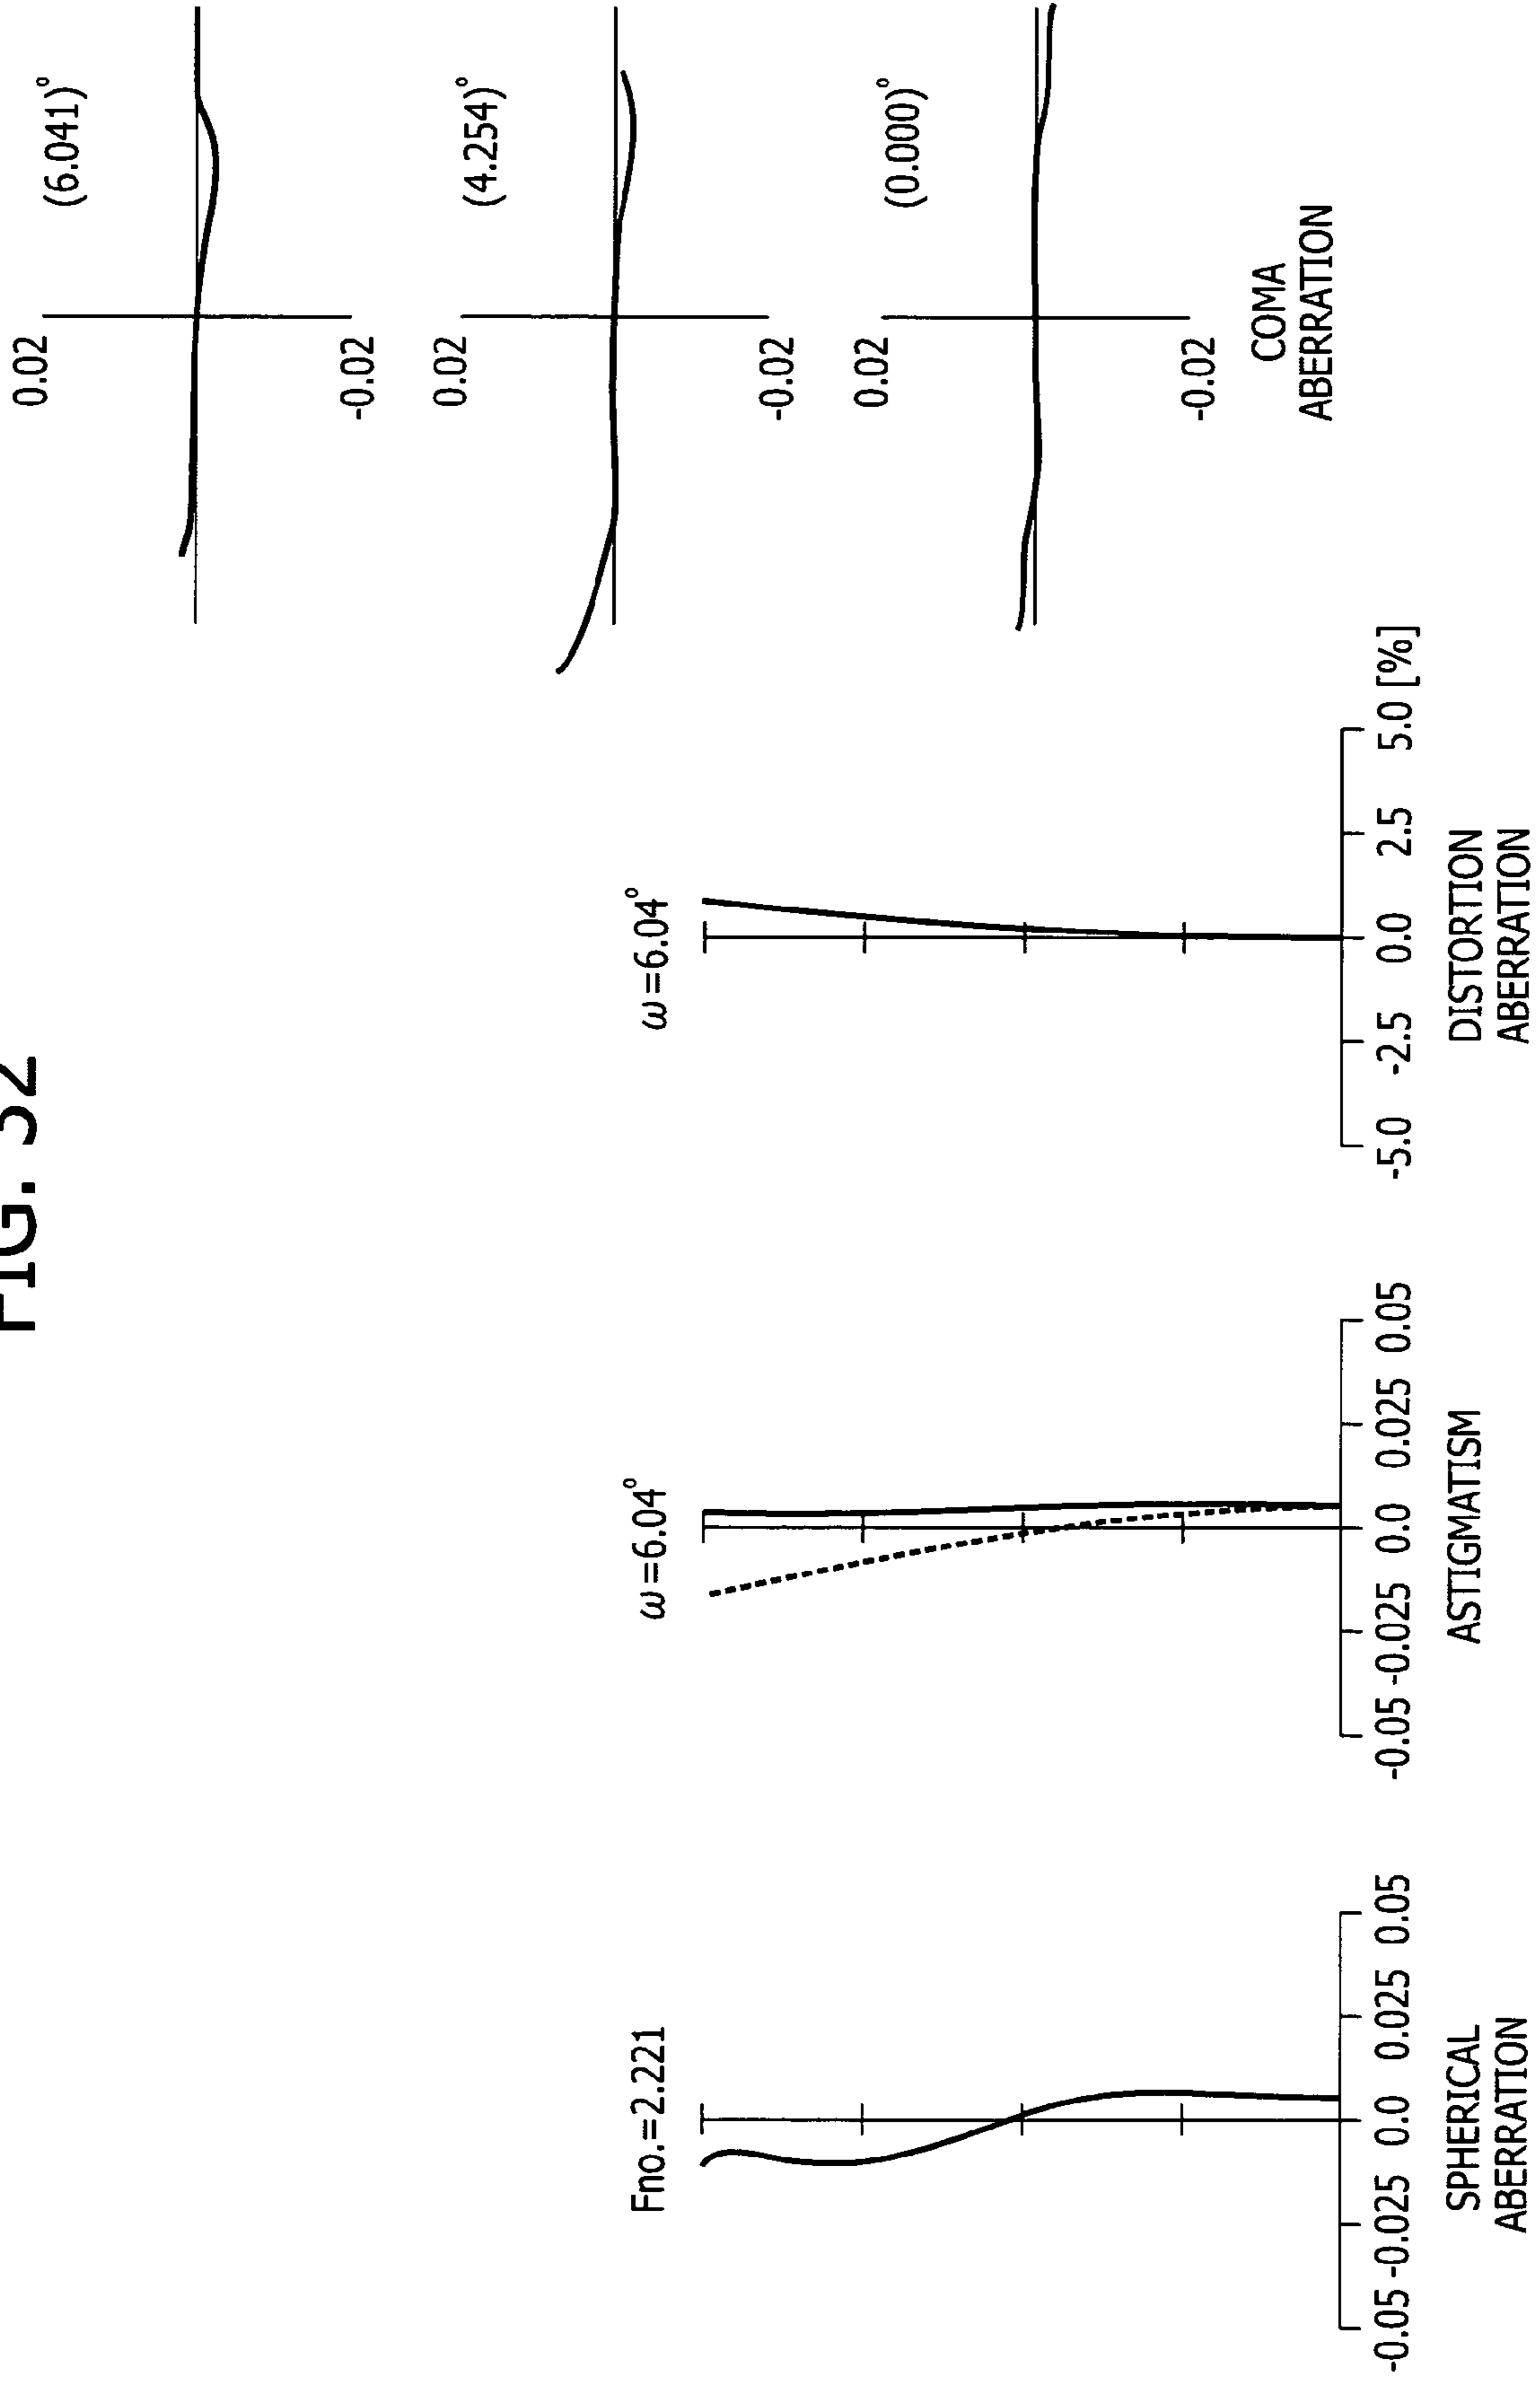 FIG.
Fno.=2.221
-0.05 -0.025 0.0 0.025 0.05
SPHERICAL
ABERRATION
ω=6.04°
-0.05 -0.025 0.0 0.025 0.05
ASTIGMATISM
ω=6.04°
-5.0 -2.5 0.0 2.5 5.0 [%]
DISTORTION
ABERRATION
0.02
(6.041)°
-0.02
0.02
(4.254)°
-0.02
0.02
(0.000)°
-0.02
COMA
ABERRATION